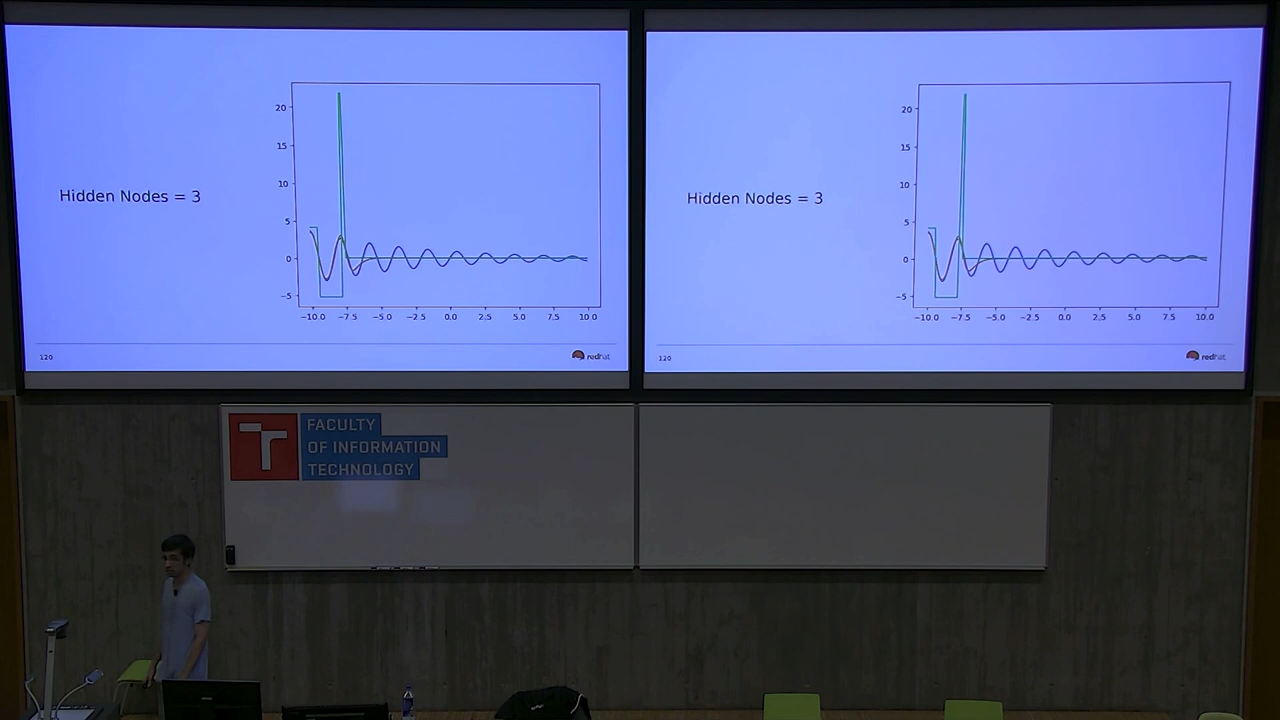 Hidden Nodes = 3
20
15
10
5
0
−5
−10.0 −7.5 −5.0 −2.5 0.0 2.5 5.0 7.5 10.0
120
redhat
Hidden Nodes = 3
20
15
10
5
0
−5
−10.0 −7.5 −5.0 −2.5 0.0 2.5 5.0 7.5 10.0
120
redhat
FACULTY
OF INFORMATION
TECHNOLOGY